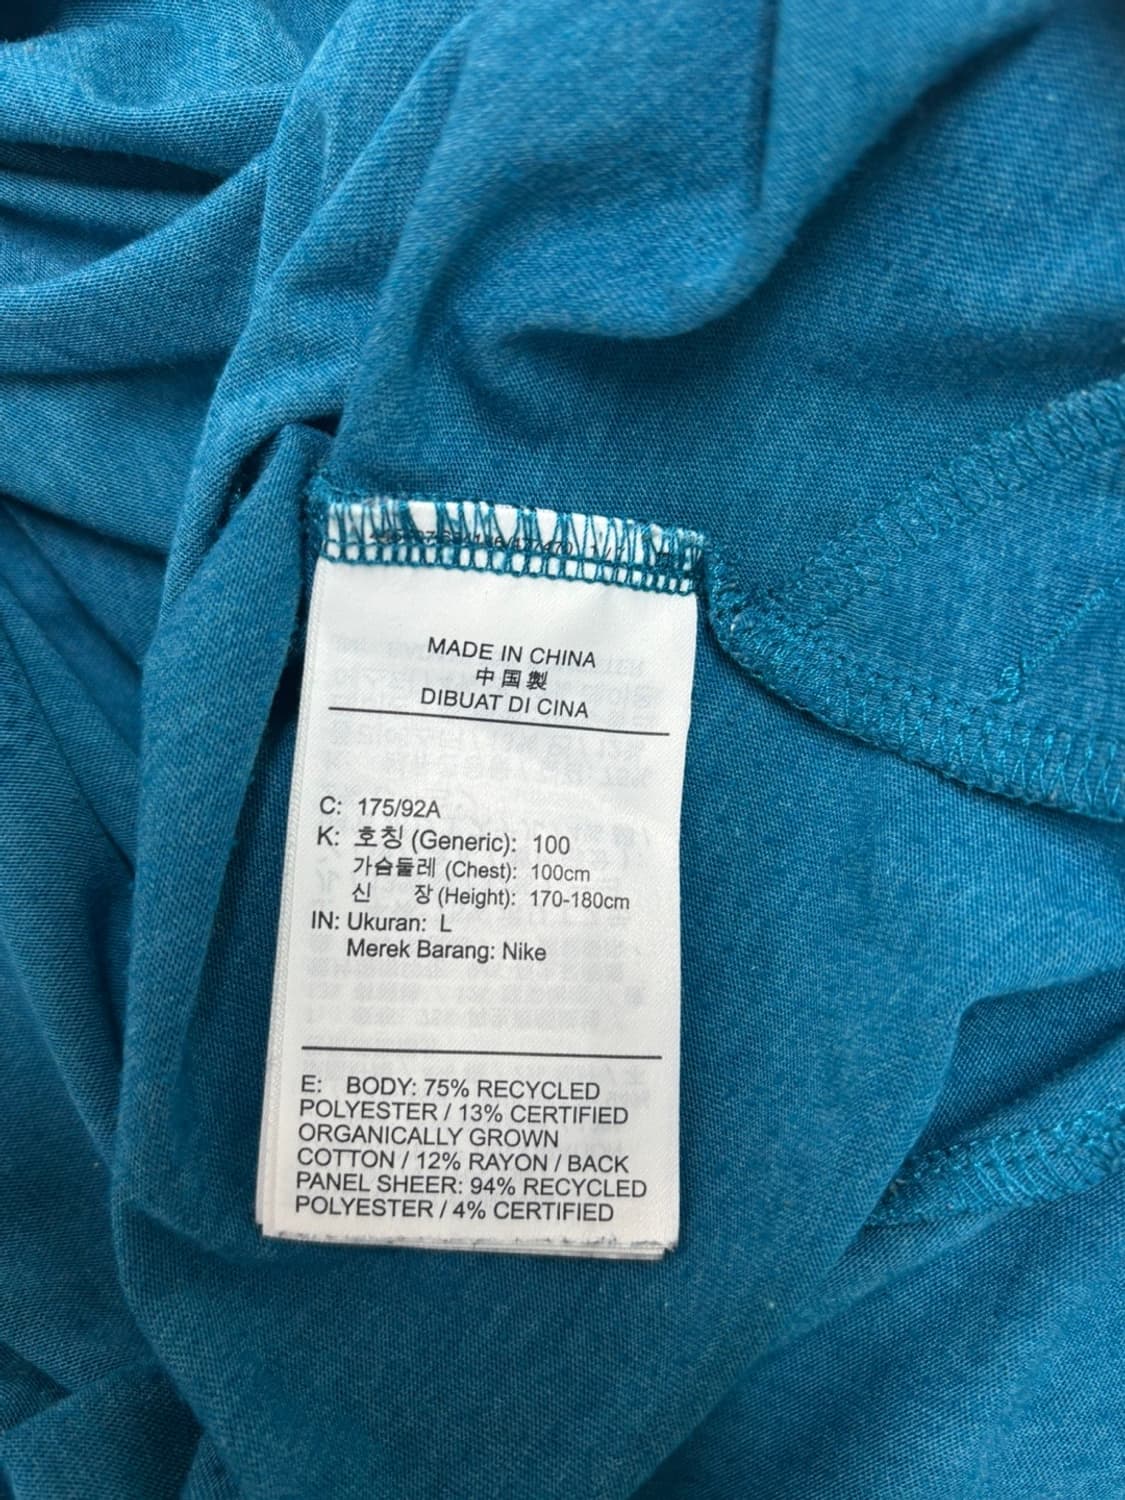 MADE IN CHINA
中国製
DIBUAT DI CINA
C: 175/92A
K: 호칭 (Generic): 100
가슴둘레 (Chest): 100cm
신 장 (Height): 170-180cm
IN: Ukuran: L
Merek Barang: Nike
E: BODY: 75% RECYCLED
POLYESTER / 13% CERTIFIED
ORGANICALLY GROWN
COTTON / 12% RAYON / BACK
PANEL SHEER: 94% RECYCLED
POLYESTER / 4% CERTIFIED